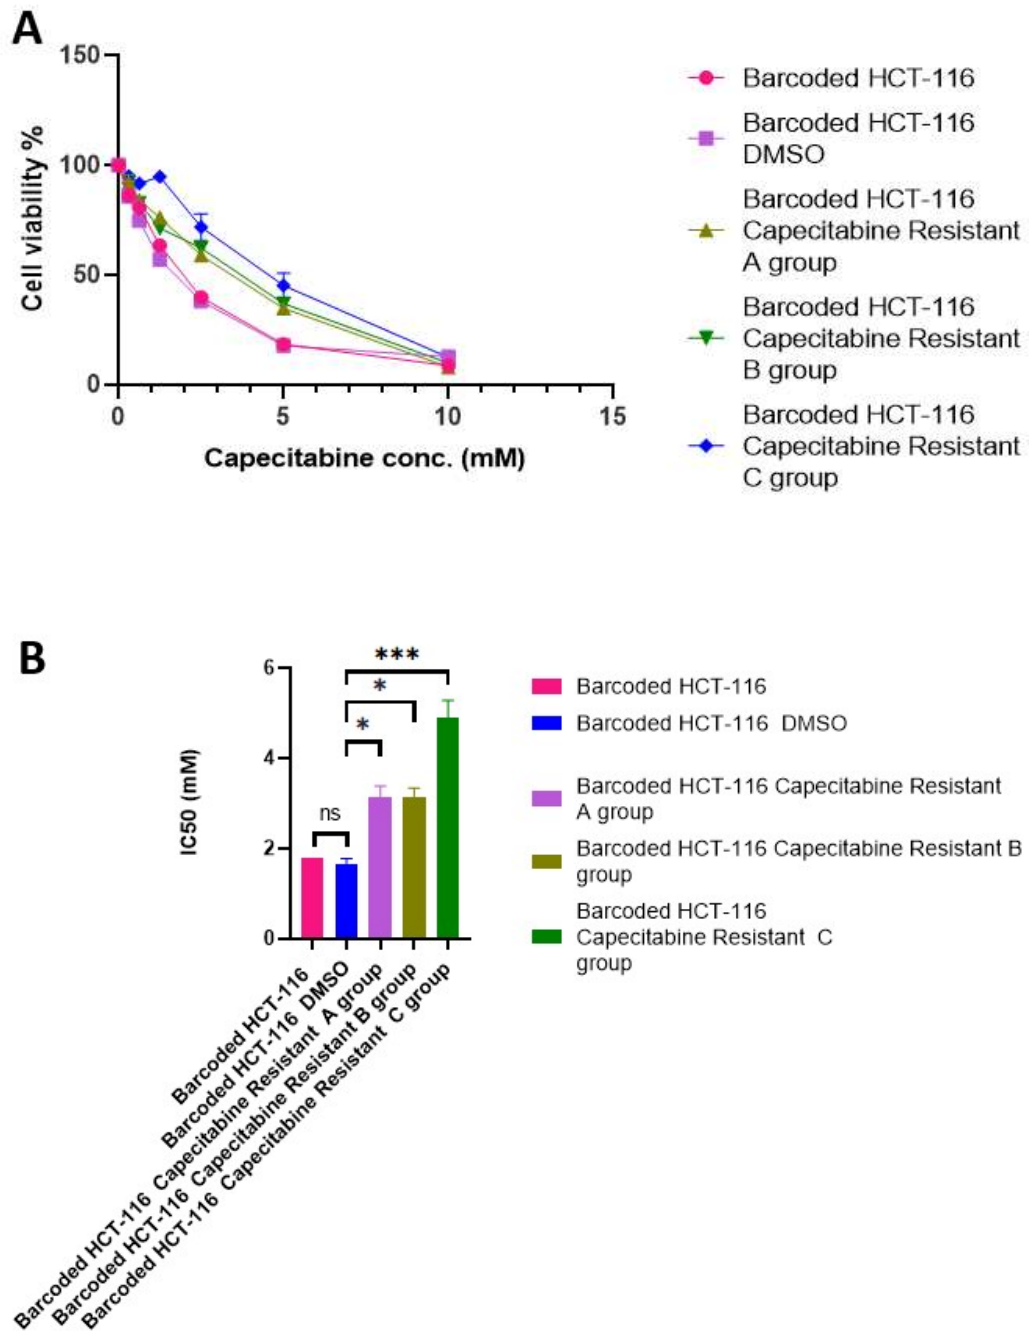 A
150
100
50
0
Cell viability %
0
5
10
15
Capecitabine conc. (mM)
Barcoded HCT-116
Barcoded HCT-116
DMSO
Barcoded HCT-116
Capecitabine Resistant
A group
Barcoded HCT-116
Capecitabine Resistant
B group
Barcoded HCT-116
Capecitabine Resistant
C group
B
6
4
2
0
IC50 (mM)
***
*
*
ns
Barcoded HCT-116
Barcoded HCT-116 DMSO
Barcoded HCT-116 Capecitabine Resistant A group
Barcoded HCT-116 Capecitabine Resistant B group
Barcoded HCT-116 Capecitabine Resistant C group
Barcoded HCT-116
Barcoded HCT-116 DMSO
Barcoded HCT-116 Capecitabine Resistant
A group
Barcoded HCT-116 Capecitabine Resistant B
group
Barcoded HCT-116
Capecitabine Resistant C
group